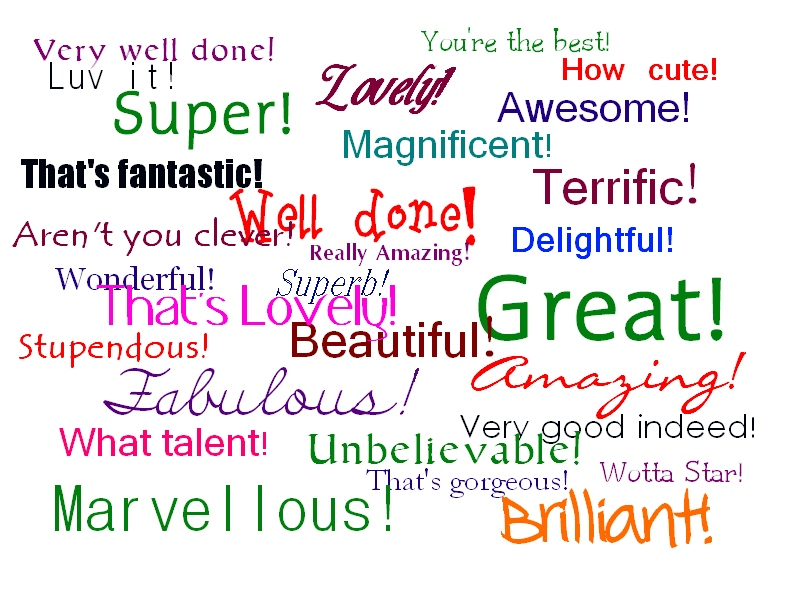 Very well done!
You're the best!
Luv it!
How cute!
Lovely!
Super!
Awesome!
Magnificent!
That's fantastic!
Terrific!
Well done!
Aren't you clever!
Delightful!
Really Amazing!
Wonderful!
Superb!
That's Lovely!
Great!
Stupendous!
Beautiful!
Amazing!
Fabulous!
Very good indeed!
What talent!
Unbelievable!
That's gorgeous!
Wotta Star!
Marvellous!
Brilliant!